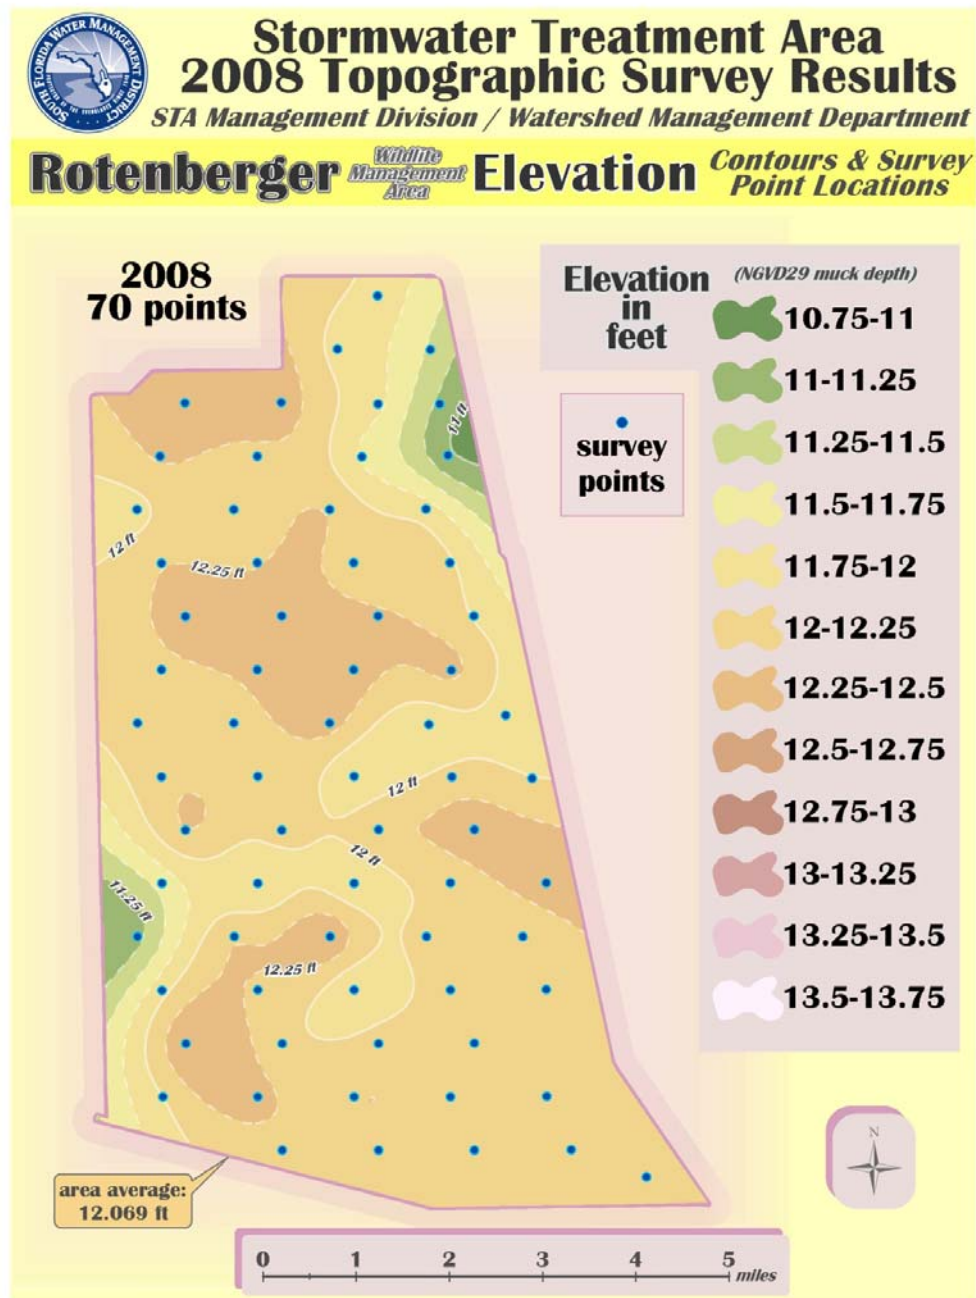 SOUTH FLORIDA WATER MANAGEMENT DISTRICT
Stormwater Treatment Area
2008 Topographic Survey Results
STA Management Division / Watershed Management Department
Rotenberger Wildlife Management Area Elevation Contours & Survey Point Locations
2008
70 points
Elevation
in
feet
(NGVD29 muck depth)
10.75-11
11-11.25
11.25-11.5
11.5-11.75
11.75-12
12-12.25
12.25-12.5
12.5-12.75
12.75-13
13-13.25
13.25-13.5
13.5-13.75
survey
points
11 ft
12 ft
12.25 ft
12 ft
12 ft
11.25 ft
12.25 ft
N
area average:
12.069 ft
0 1 2 3 4 5
miles